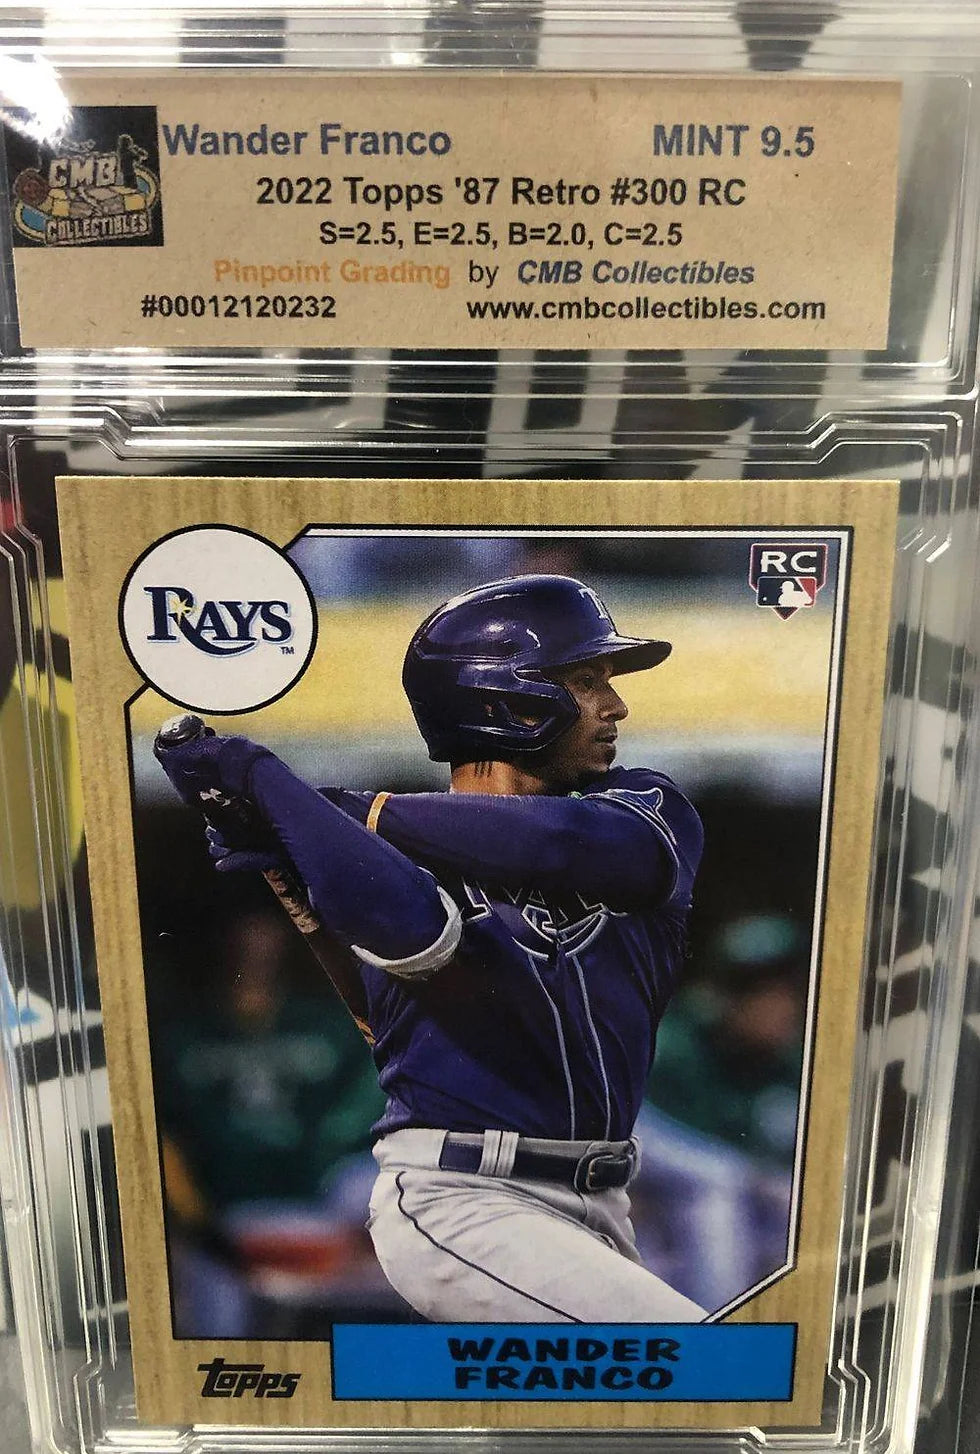 Wander Franco MINT 9.5
CMB
COLLECTIBLES
2022 Topps '87 Retro #300 RC
S=2.5, E=2.5, B=2.0, C=2.5
Pinpoint Grading by CMB Collectibles
#00012120232 www.cmbcollectibles.com
RC
RAYS
TM
WANDER
FRANCO
Topps